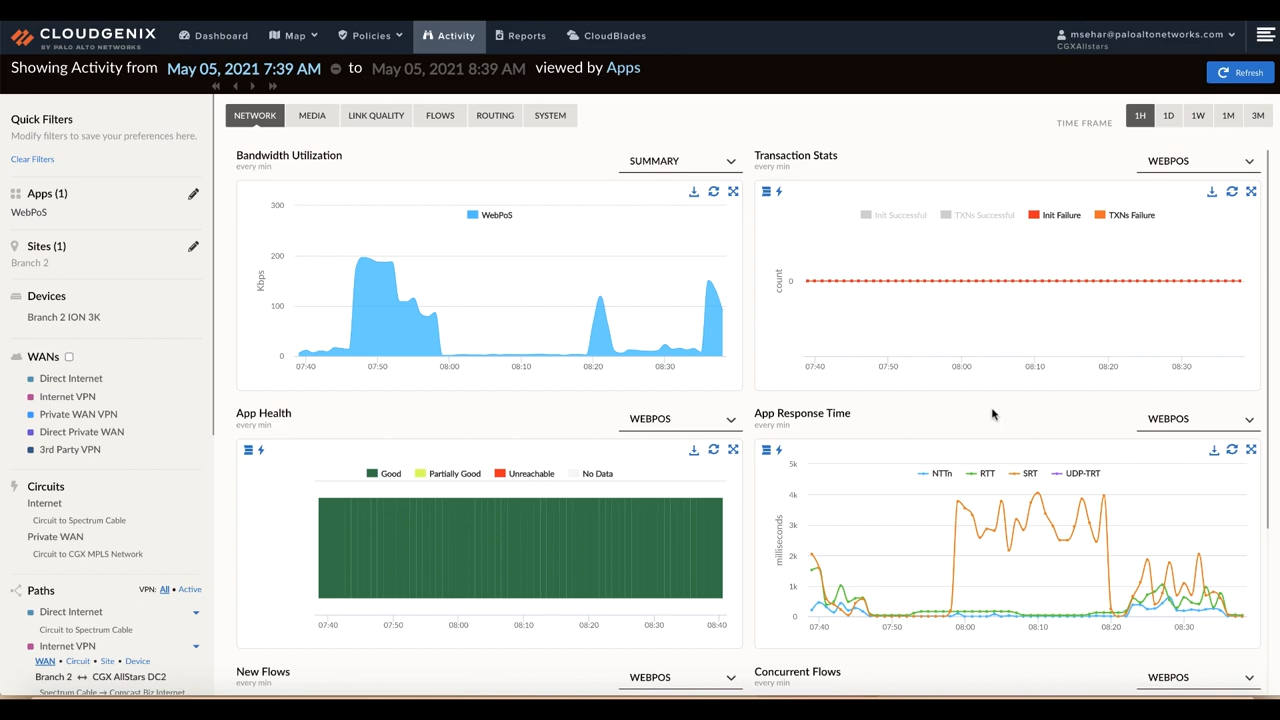 CLOUDGENIX
BY PALO ALTO NETWORKS
Dashboard
Map
Policies
Activity
Reports
CloudBlades
msehar@paloaltonetworks.com
CGXAllstars
Showing Activity from May 05, 2021 7:39 AM to May 05, 2021 8:39 AM viewed by Apps
Refresh
Quick Filters
Modify filters to save your preferences here.
Clear Filters
Apps (1)
WebPoS
Sites (1)
Branch 2
Devices
Branch 2 ION 3K
WANs
Direct Internet
Internet VPN
Private WAN VPN
Direct Private WAN
3rd Party VPN
Circuits
Internet
Circuit to Spectrum Cable
Private WAN
Circuit to CGX MPLS Network
Paths VPN: All • Active
Direct Internet
Circuit to Spectrum Cable
Internet VPN
WAN • Circuit • Site • Device
Branch 2 ↔ CGX AllStars DC2
Spectrum Cable → Comcast Biz Internet
NETWORK MEDIA LINK QUALITY FLOWS ROUTING SYSTEM
TIME FRAME 1H 1D 1W 1M 3M
Bandwidth Utilization
every min
SUMMARY
WebPoS
300
200
100
0
Kbps
07:40 07:50 08:00 08:10 08:20 08:30
Transaction Stats
every min
WEBPOS
Init Successful TXNs Successful Init Failure TXNs Failure
count
0
07:40 07:50 08:00 08:10 08:20 08:30
App Health
every min
WEBPOS
Good Partially Good Unreachable No Data
07:40 07:50 08:00 08:10 08:20 08:30 08:40
App Response Time
every min
WEBPOS
NTTn RTT SRT UDP-TRT
5k
4k
3k
2k
1k
0
milliseconds
07:40 07:50 08:00 08:10 08:20 08:30
New Flows
every min
WEBPOS
Concurrent Flows
every min
WEBPOS